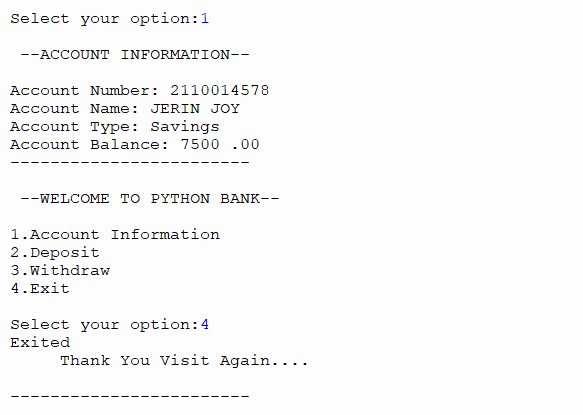 Select your option:1
--ACCOUNT INFORMATION--
Account Number: 2110014578
Account Name: JERIN JOY
Account Type: Savings
Account Balance: 7500 .00
------------------------
--WELCOME TO PYTHON BANK--
1.Account Information
2.Deposit
3.Withdraw
4.Exit
Select your option:4
Exited
Thank You Visit Again....
------------------------